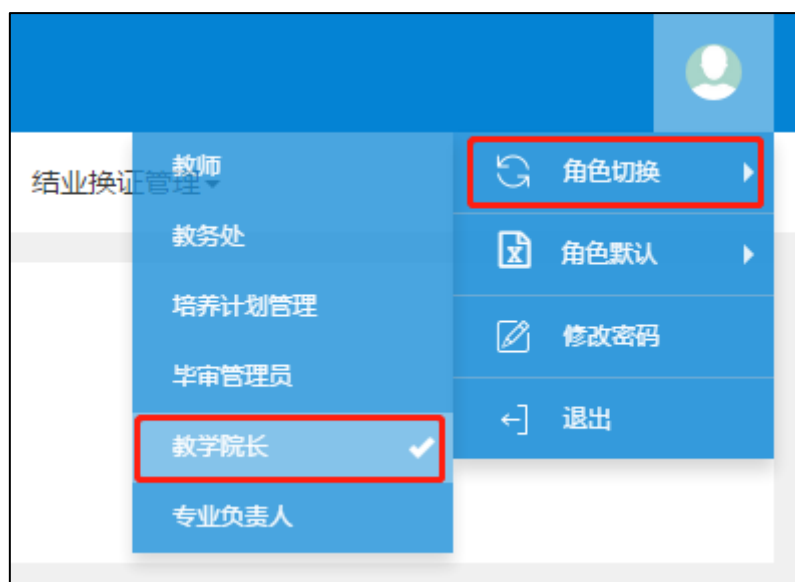 结业换证管理
教师
教务处
培养计划管理
毕审管理员
教学院长
专业负责人
角色切换
角色默认
修改密码
退出